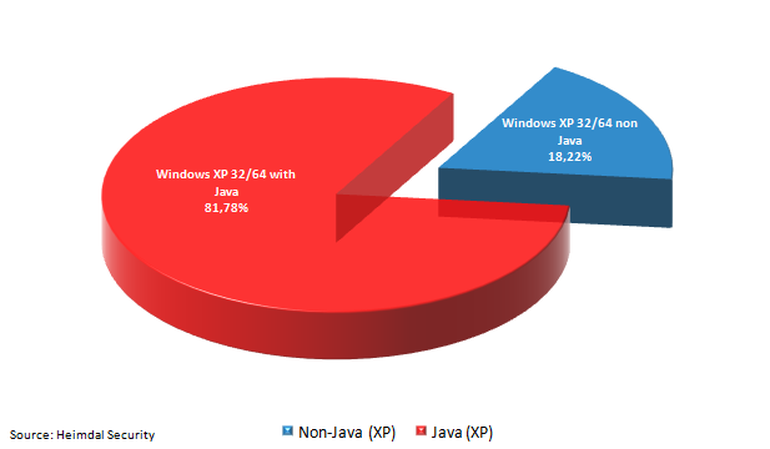 Windows XP 32/64 with
Java
81,78%
Windows XP 32/64 non
Java
18,22%
Non-Java (XP)
Java (XP)
Source: Heimdal Security